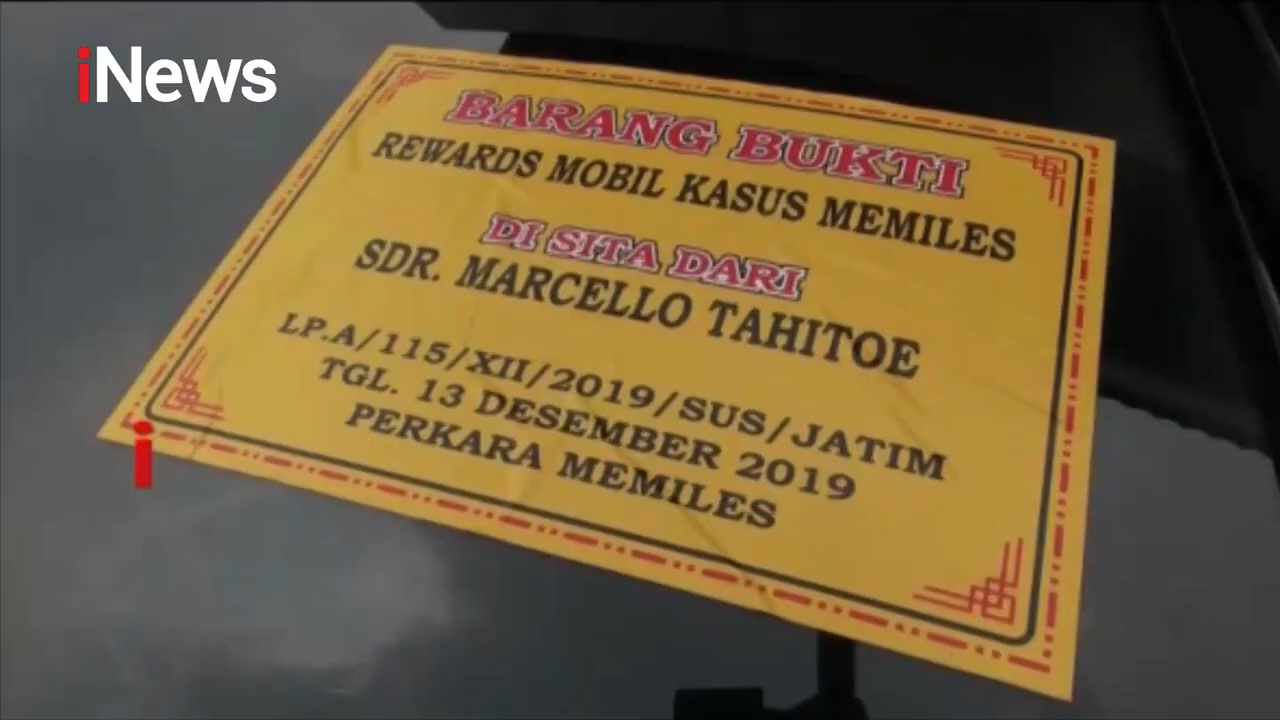 iNews
BARANG BUKTI
REWARDS MOBIL KASUS MEMILES
DI SITA DARI
SDR. MARCELLO TAHITOE
LP.A/115/XII/2019/SUS/JATIM
TGL. 13 DESEMBER 2019
PERKARA MEMILES
i